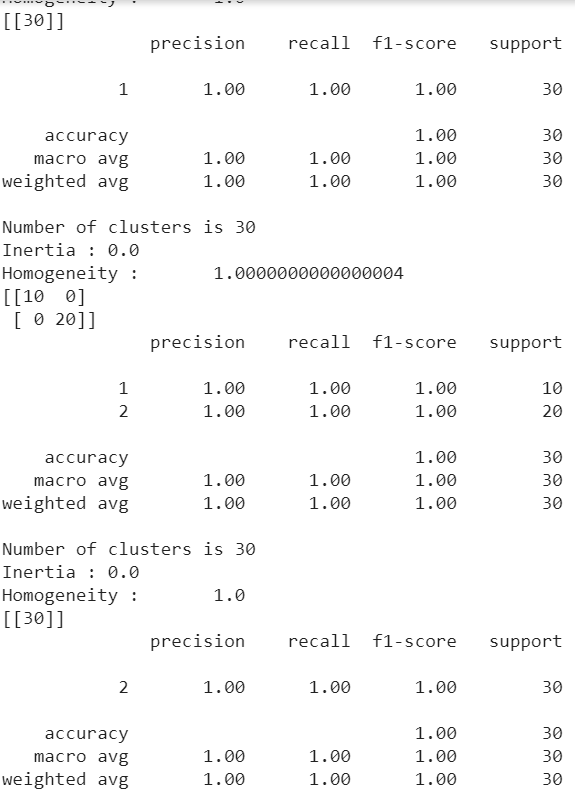 [[30]]
precision recall f1-score support
1 1.00 1.00 1.00 30
accuracy 1.00 30
macro avg 1.00 1.00 1.00 30
weighted avg 1.00 1.00 1.00 30
Number of clusters is 30
Inertia : 0.0
Homogeneity : 1.0000000000000004
[[10 0]
[ 0 20]]
precision recall f1-score support
1 1.00 1.00 1.00 10
2 1.00 1.00 1.00 20
accuracy 1.00 30
macro avg 1.00 1.00 1.00 30
weighted avg 1.00 1.00 1.00 30
Number of clusters is 30
Inertia : 0.0
Homogeneity : 1.0
[[30]]
precision recall f1-score support
2 1.00 1.00 1.00 30
accuracy 1.00 30
macro avg 1.00 1.00 1.00 30
weighted avg 1.00 1.00 1.00 30